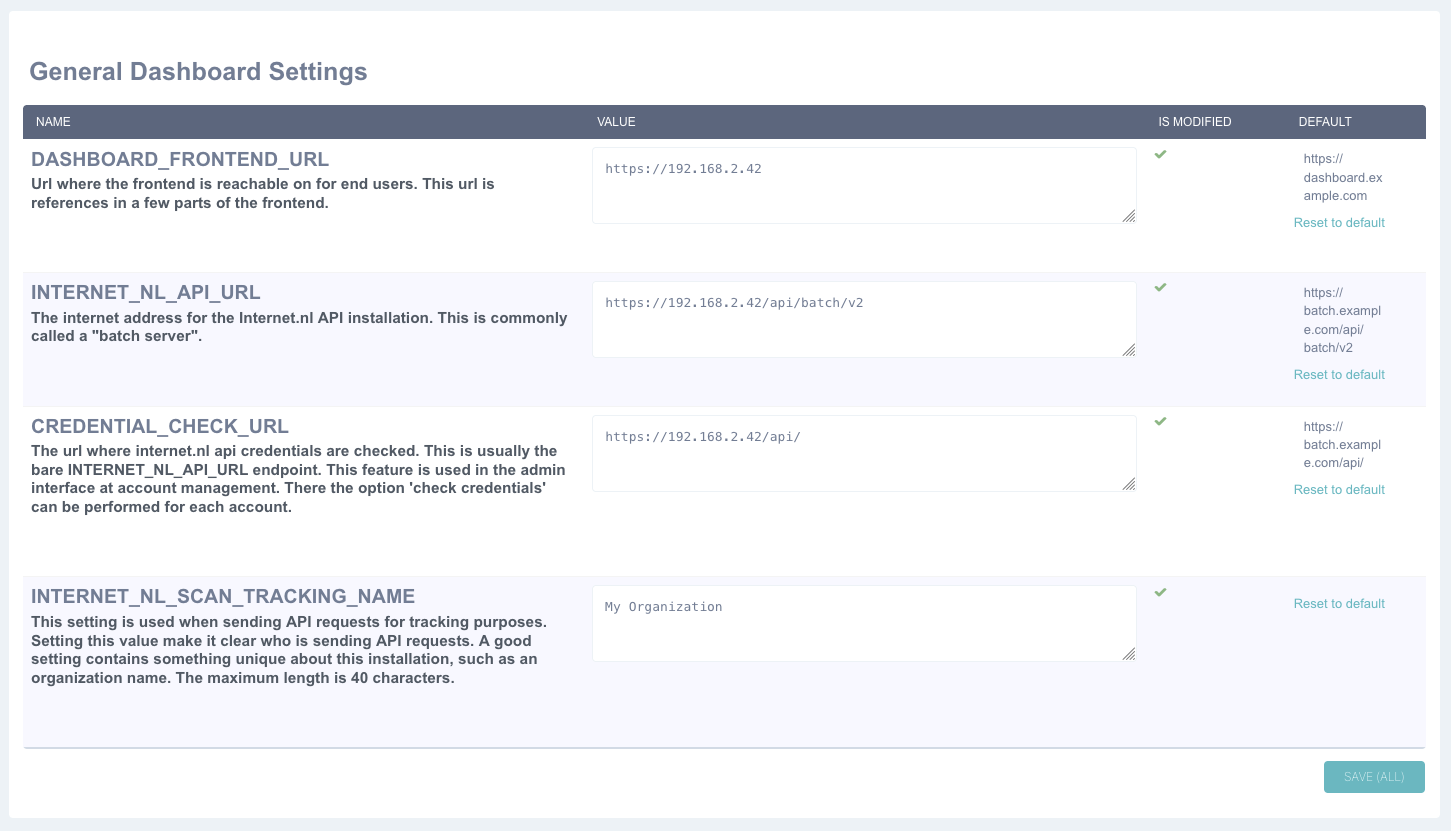 General Dashboard Settings
NAME VALUE IS MODIFIED DEFAULT
DASHBOARD_FRONTEND_URL
Url where the frontend is reachable on for end users. This url is
references in a few parts of the frontend.
https://192.168.2.42
https://
dashboard.ex
ample.com
Reset to default
INTERNET_NL_API_URL
The internet address for the Internet.nl API installation. This is commonly
called a "batch server".
https://192.168.2.42/api/batch/v2
https://
batch.exampl
e.com/api/
batch/v2
Reset to default
CREDENTIAL_CHECK_URL
The url where internet.nl api credentials are checked. This is usually the
bare INTERNET_NL_API_URL endpoint. This feature is used in the admin
interface at account management. There the option 'check credentials'
can be performed for each account.
https://192.168.2.42/api/
https://
batch.exampl
e.com/api/
Reset to default
INTERNET_NL_SCAN_TRACKING_NAME
This setting is used when sending API requests for tracking purposes.
Setting this value make it clear who is sending API requests. A good
setting contains something unique about this installation, such as an
organization name. The maximum length is 40 characters.
My Organization
Reset to default
SAVE (ALL)